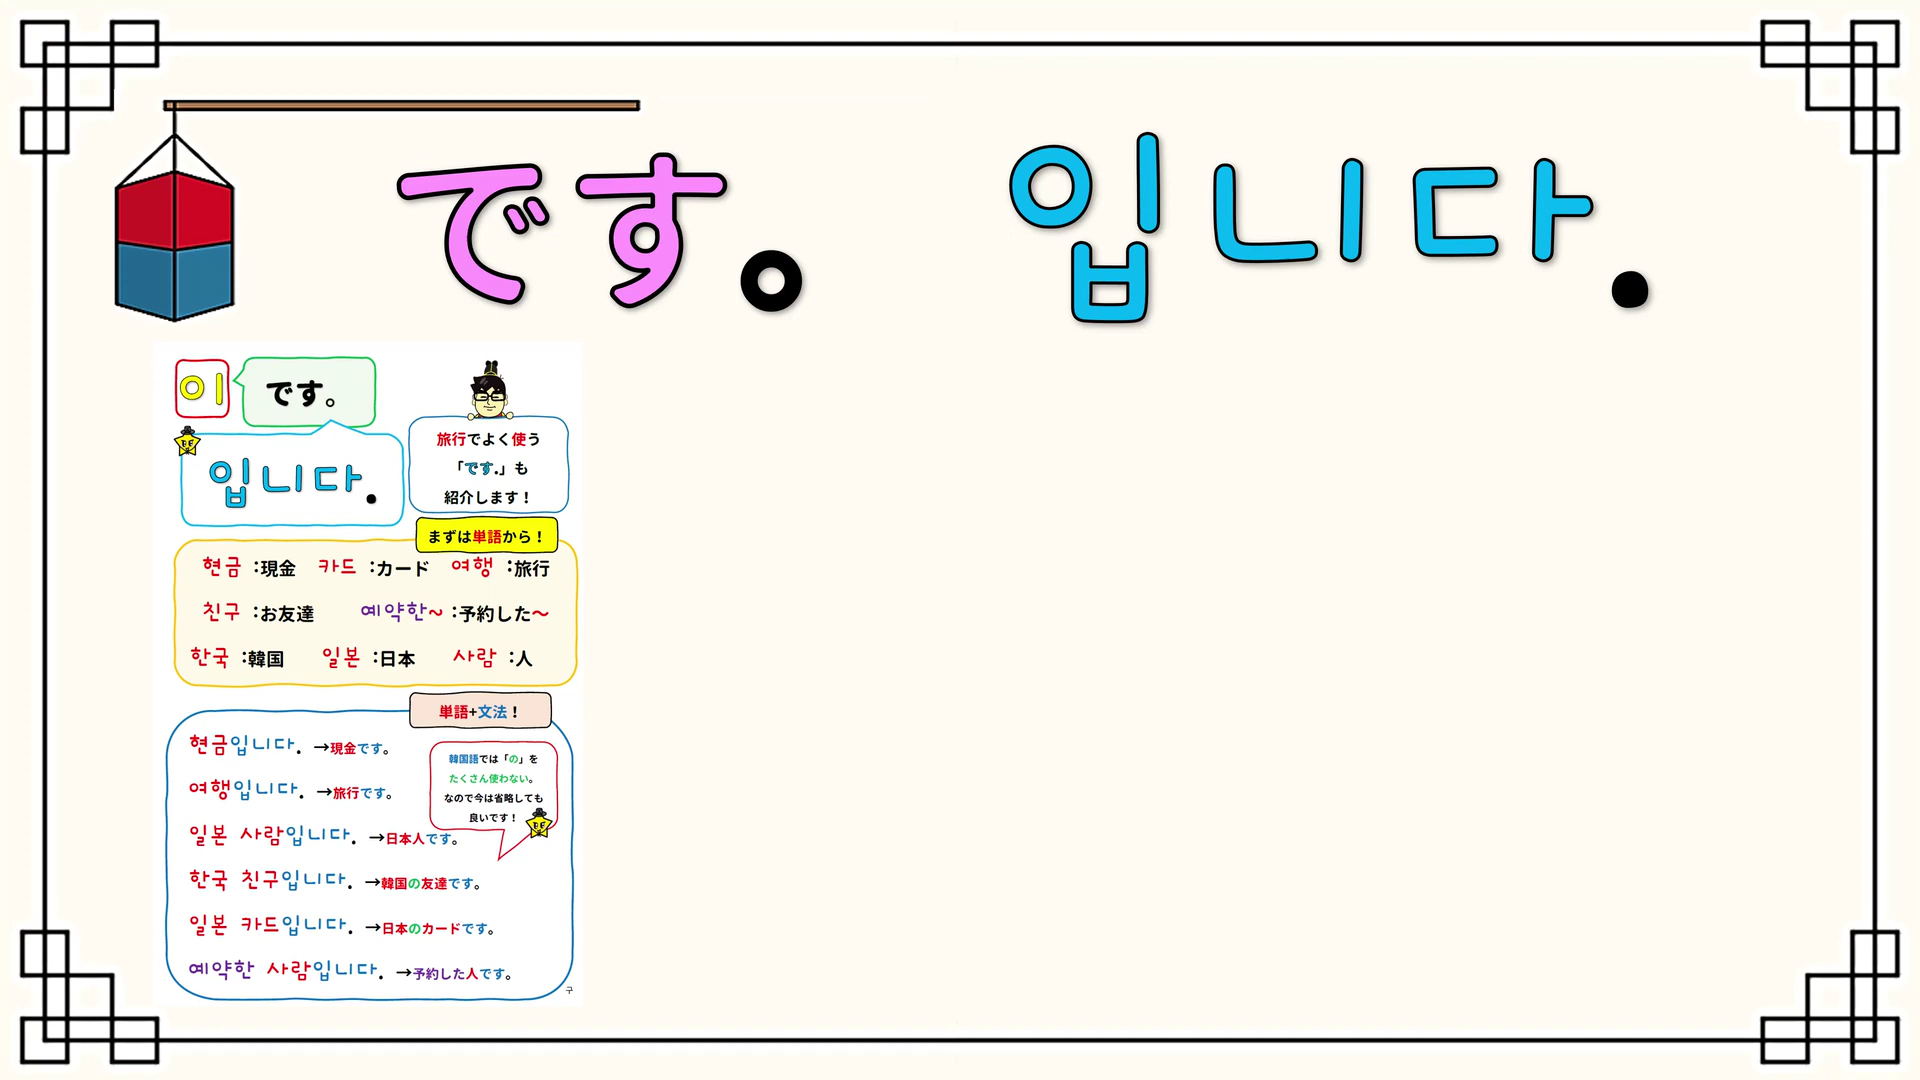 です。 입니다.
이 です。
입니다.
旅行でよく使う
「です.」も
紹介します！
まずは単語から！
현금 :現金 카드 :カード 여행 :旅行
친구 :お友達 예약한~ :予約した～
한국 :韓国 일본 :日本 사람 :人
単語+文法！
현금입니다. →現金です。
여행입니다. →旅行です。
일본 사람입니다. →日本人です。
한국 친구입니다. →韓国の友達です。
일본 카드입니다. →日本のカードです。
예약한 사람입니다. →予約した人です。
韓国語では「の」を
たくさん使わない。
なので今は省略しても
良いです！
구